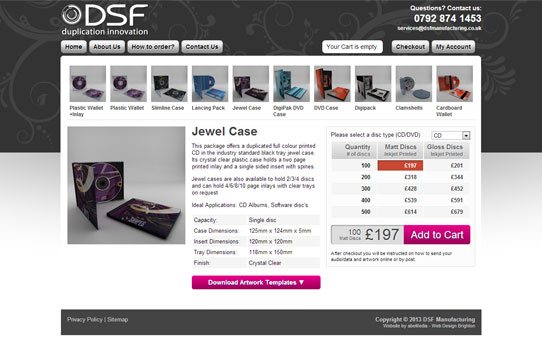 DSF
duplication innovation
Questions? Contact us:
0792 874 1453
services@dsfmanufacturing.co.uk
Home About Us How to order? Contact Us
Your Cart is empty. Checkout My Account
Plastic Wallet +Inlay
Plastic Wallet
Slimline Case
Lancing Pack
Jewel Case
DigiPak DVD Case
DVD Case
Digipack
Clamshells
Cardboard Wallet
Jewel Case
This package offers a duplicated full colour printed
CD in the industry standard black tray jewel case.
Its crystal clear plastic case holds a two page
printed inlay and a single sided insert with spines.
Jewel cases are also available to hold 2/3/4 discs
and can hold 4/6/8/10 page inlays with clear trays
on request
Ideal Applications: CD Albums, Software disc's
Capacity: Single disc
Case Dimensions: 125mm x 124mm x 5mm
Insert Dimensions: 120mm x 120mm
Tray Dimensions: 118mm x 150mm
Finish: Crystal Clear
Download Artwork Templates ▼
Please select a disc type (CD/DVD) CD
Quantity Matt Discs Gloss Discs
# of discs Inkjet Printed Inkjet Printed
100 £197 £201
200 £318 £344
300 £428 £452
400 £539 £591
500 £614 £679
100 Matt Discs £197 Add to Cart
After checkout you will be instructed on how to send your
audio/data and artwork online or by post.
Privacy Policy | Sitemap
Copyright © 2013 DSF Manufacturing
Website by abelMedia - Web Design Brighton